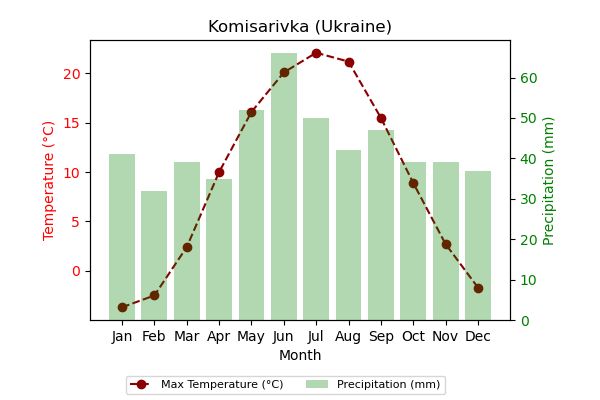 Komisarivka (Ukraine)
Temperature (°C)
20
15
10
5
0
Precipitation (mm)
60
50
40
30
20
10
0
Jan Feb Mar Apr May Jun Jul Aug Sep Oct Nov Dec
Month
Max Temperature (°C) Precipitation (mm)